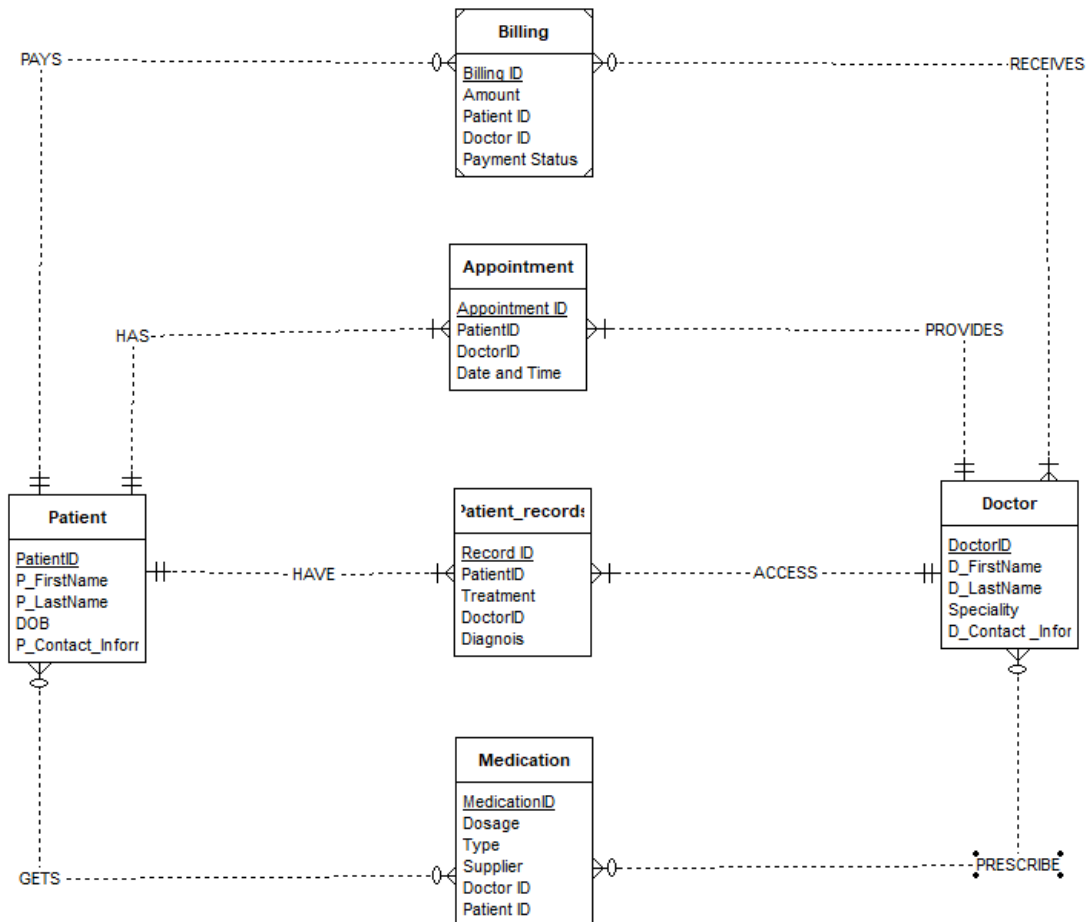 Billing
PAYS
RECEIVES
Billing ID
Amount
Patient ID
Doctor ID
Payment Status
Appointment
Appointment ID
PatientID
DoctorID
Date and Time
HAS
PROVIDES
Patient
PatientID
P_FirstName
P_LastName
DOB
P_Contact_Inforr
HAVE
Patient_records
Record ID
PatientID
Treatment
DoctorID
Diagnois
ACCESS
Doctor
DoctorID
D_FirstName
D_LastName
Speciality
D_Contact _Infor
Medication
MedicationID
Dosage
Type
Supplier
Doctor ID
Patient ID
GETS
PRESCRIBE